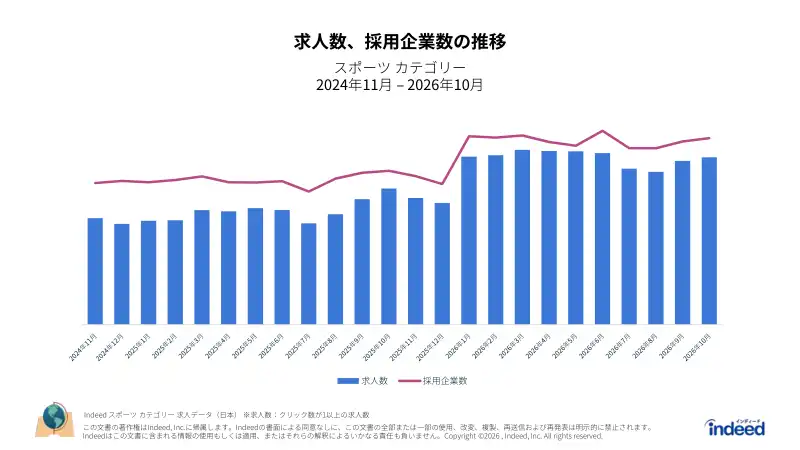 求人数、採用企業数の推移
スポーツ カテゴリー
2024年11月 – 2026年10月
2024年11月
2024年12月
2025年1月
2025年2月
2025年3月
2025年4月
2025年5月
2025年6月
2025年7月
2025年8月
2025年9月
2025年10月
2025年11月
2025年12月
2026年1月
2026年2月
2026年3月
2026年4月
2026年5月
2026年6月
2026年7月
2026年8月
2026年9月
2026年10月
求人数
採用企業数
Indeed スポーツ カテゴリー 求人データ（日本） ※求人数：クリック数が1以上の求人数
この文書の著作権はIndeed, Inc.に帰属します。Indeedの書面による同意なしに、この文書の全部または一部の使用、改変、複製、再送信および再発表は明示的に禁止されます。
Indeedはこの文書に含まれる情報の使用もしくは適用、またはそれらの解釈によるいかなる責任も負いません。Copyright ©2026 , Indeed, Inc. All rights reserved.
インディード
indeed